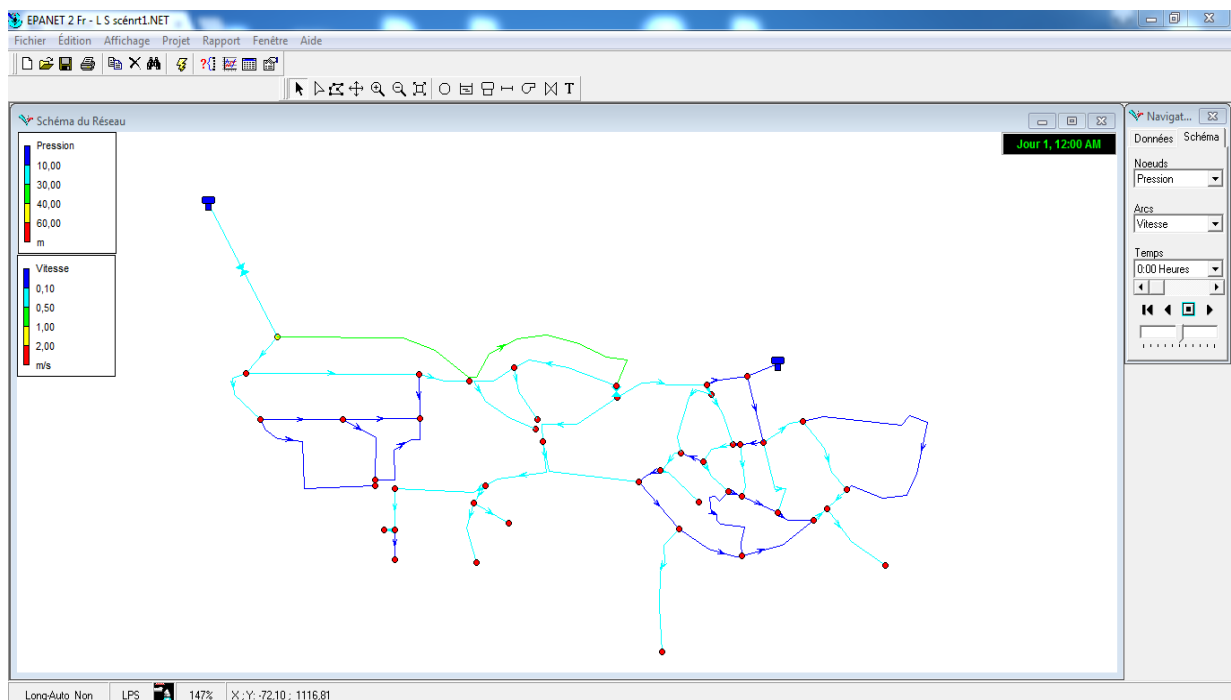 EPANET 2 Fr - L S scénrt1.NET
Fichier Édition Affichage Projet Rapport Fenêtre Aide
T
Schéma du Réseau
Pression
10,00
30,00
40,00
60,00
m
Vitesse
0,10
0,50
1,00
2,00
m/s
Jour 1, 12:00 AM
Navigat...
Données Schéma
Noeuds
Pression
Arcs
Vitesse
Temps
0:00 Heures
Long-Auto Non LPS 147% X ; Y: -72,10 ; 1116,81